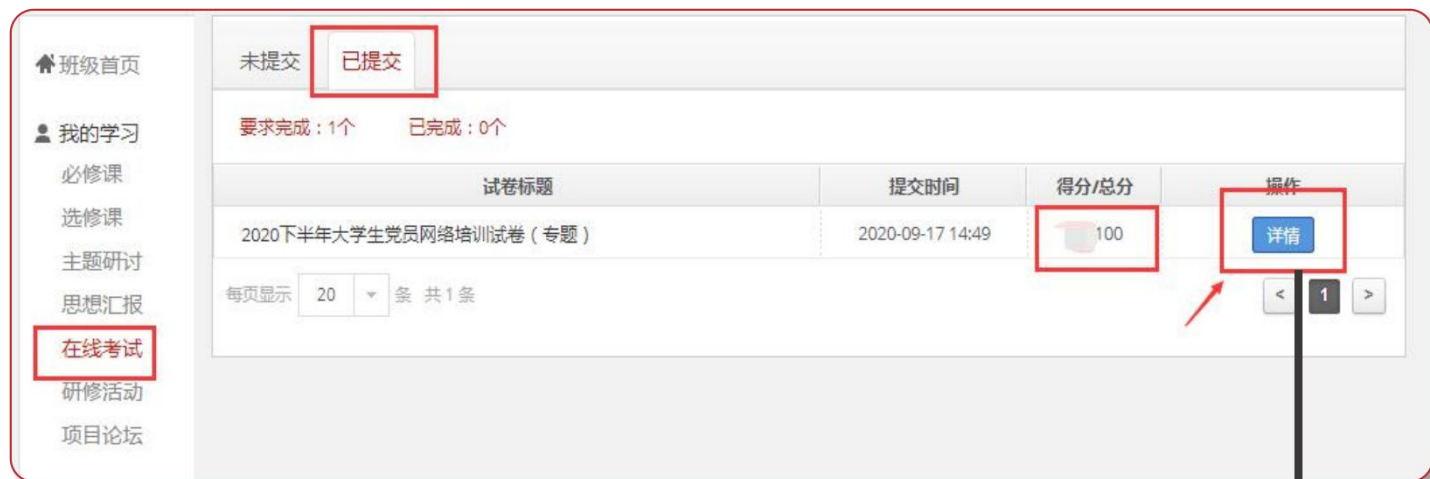 班级首页
我的学习
必修课
选修课
主题研讨
思想汇报
在线考试
研修活动
项目论坛
未提交 已提交
要求完成：1个 已完成：0个
试卷标题 提交时间 得分/总分 操作
2020下半年大学生党员网络培训试卷（专题） 2020-09-17 14:49 100 详情
每页显示 20 条 共1条 < 1 >